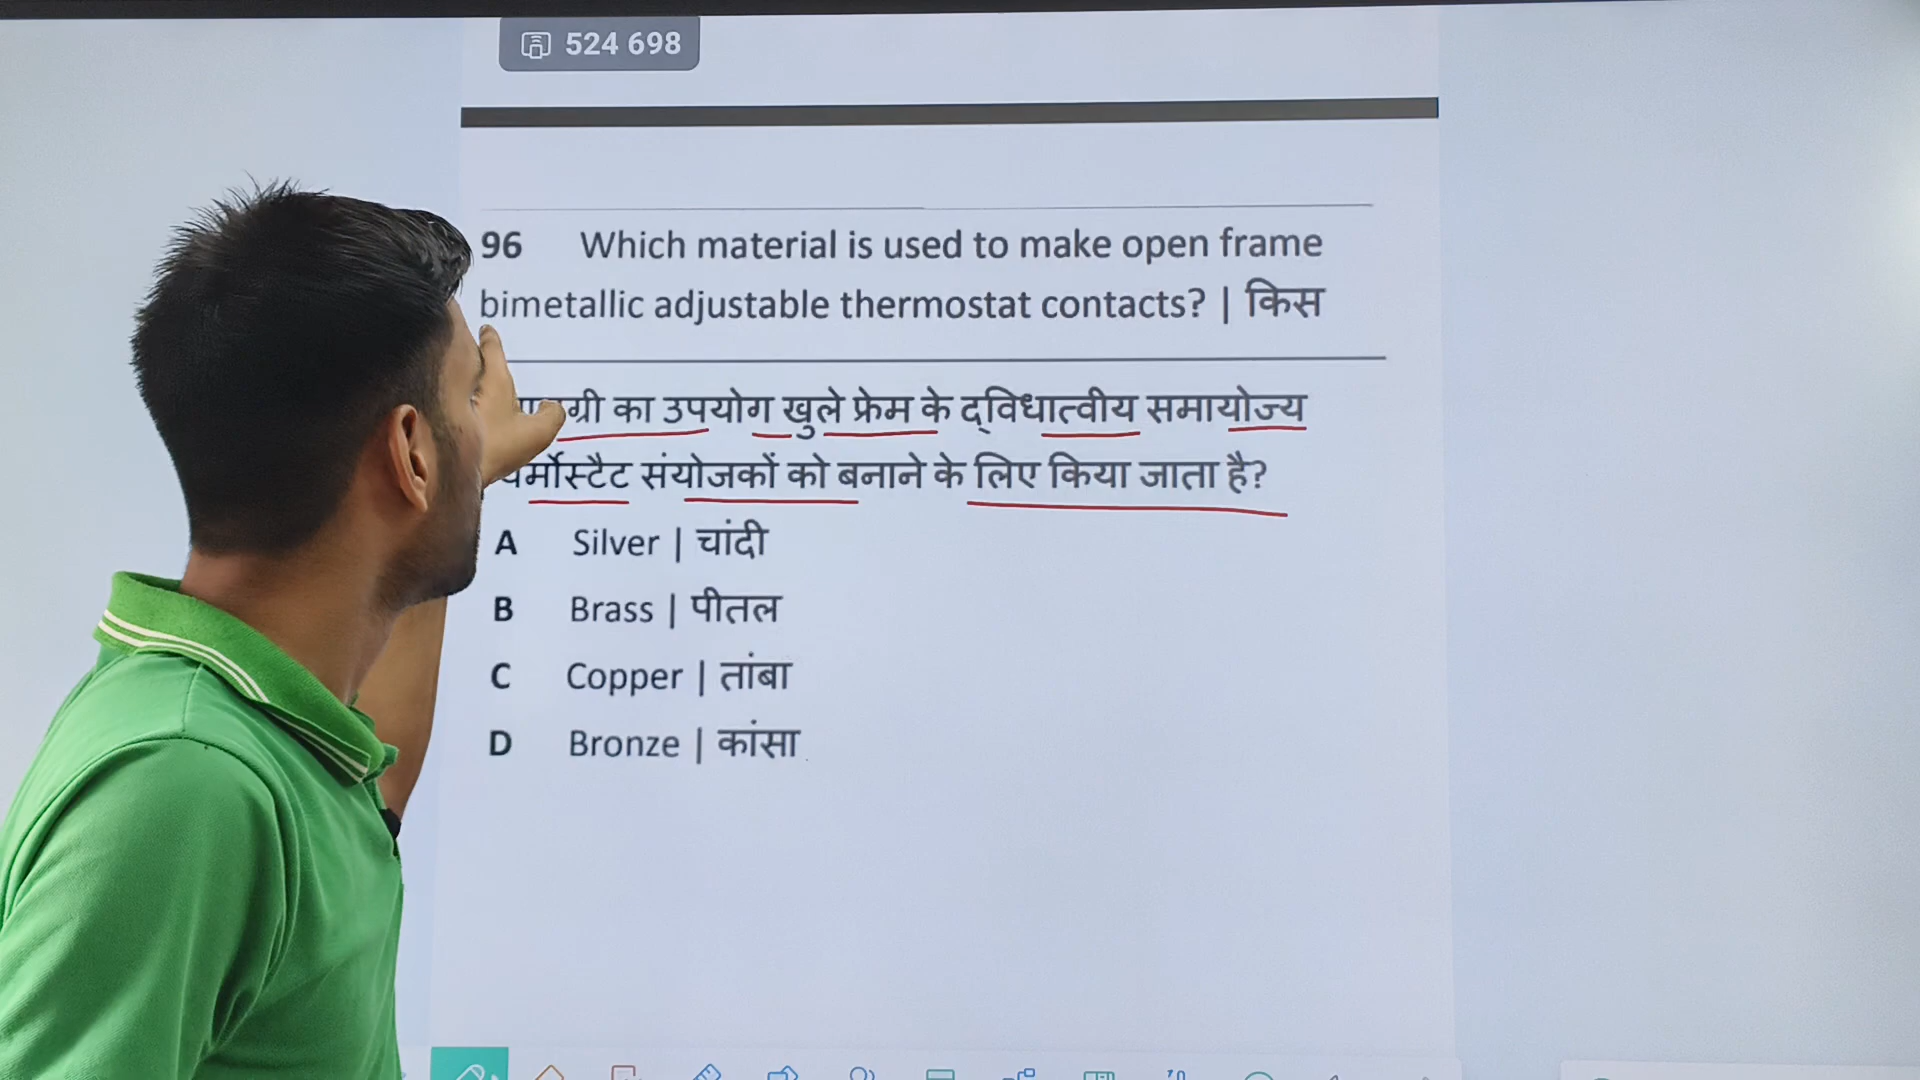 524 698
96 Which material is used to make open frame
bimetallic adjustable thermostat contacts? | किस
का उपयोग खुले फ्रेम के द्विधात्वीय समायोज्य
संयोजकों को बनाने के लिए किया जाता है?
A Silver | चांदी
B Brass | पीतल
C Copper | तांबा
D Bronze | कांसा